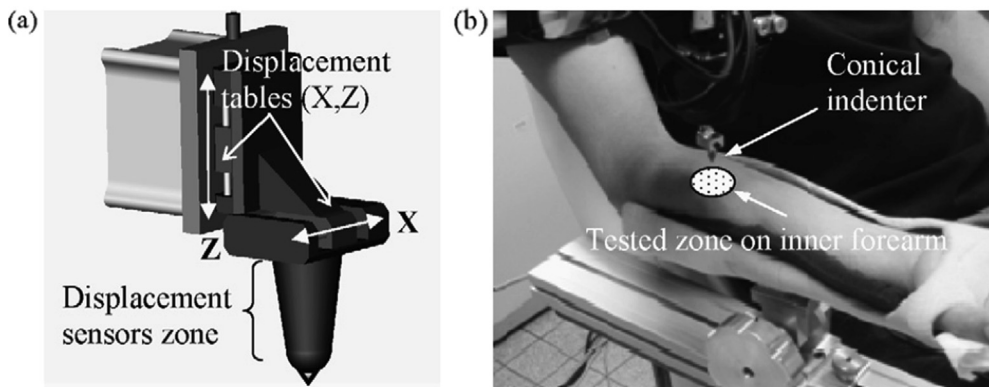 (a)
Displacement
tables (X,Z)
X
Z
Displacement
sensors zone
(b)
Conical
indenter
Tested zone on inner forearm